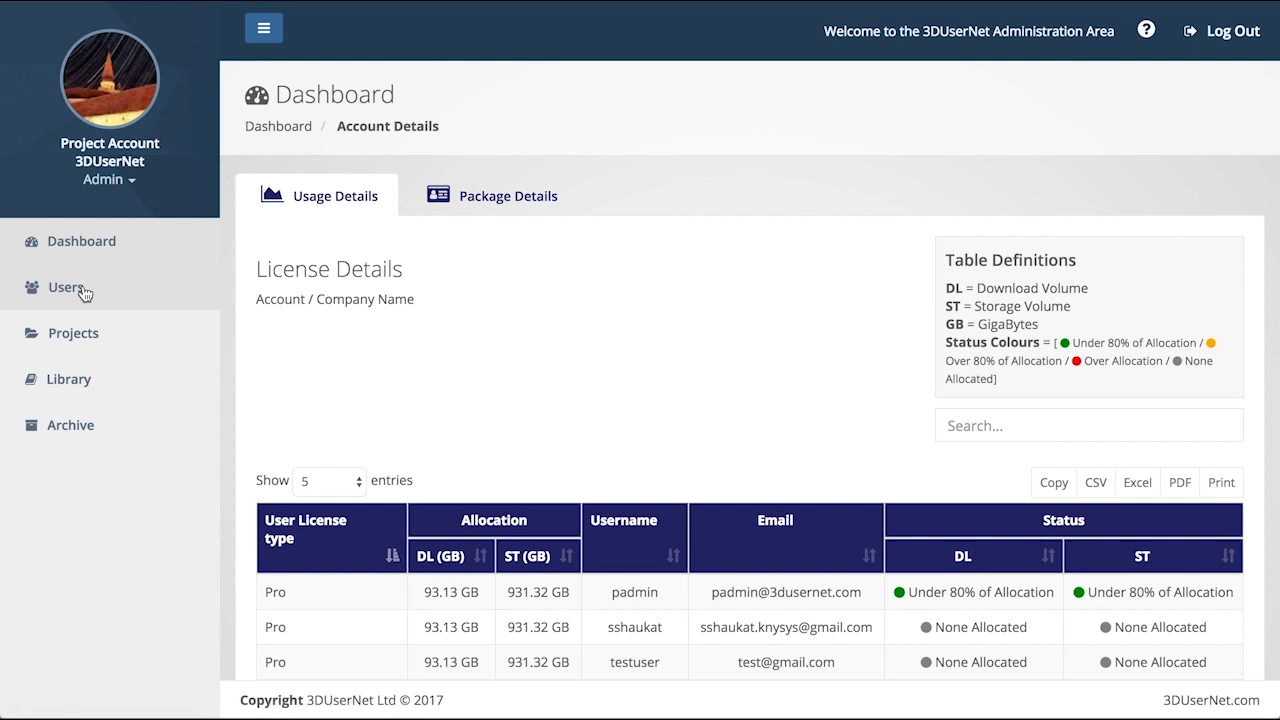 Welcome to the 3DUserNet Administration Area
Log Out
Project Account
3DUserNet
Admin
Dashboard
Users
Projects
Library
Archive
Dashboard
Dashboard / Account Details
Usage Details
Package Details
License Details
Account / Company Name
Table Definitions
DL = Download Volume
ST = Storage Volume
GB = GigaBytes
Status Colours = [ Under 80% of Allocation /
Over 80% of Allocation / Over Allocation / None
Allocated]
Search...
Show 5 entries
Copy CSV Excel PDF Print
User License type Allocation Username Email Status
DL (GB) ST (GB) DL ST
Pro 93.13 GB 931.32 GB padmin padmin@3dusernet.com Under 80% of Allocation Under 80% of Allocation
Pro 93.13 GB 931.32 GB sshaukat sshaukat.knysys@gmail.com None Allocated None Allocated
Pro 93.13 GB 931.32 GB testuser test@gmail.com None Allocated None Allocated
Copyright 3DUserNet Ltd © 2017
3DUserNet.com